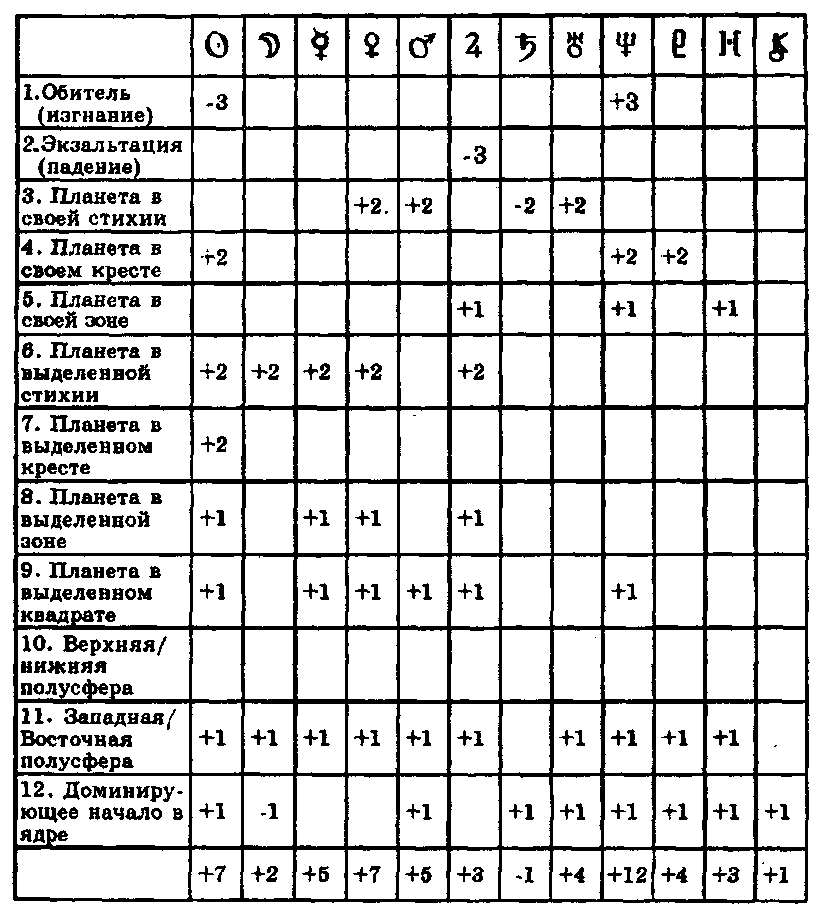 ☉ ☽ ☿ ♀ ♂ ♃ ♄ ♅ ♆ ♇ ⚷
1.Обитель
(изгнание) -3 +3
2.Экзальтация
(падение) -3
3. Планета в
своей стихии +2. +2 -2 +2
4. Планета в
своем кресте +2 +2 +2
5. Планета в
своей зоне +1 +1 +1
6. Планета в
выделенной +2 +2 +2 +2 +2
стихии
7. Планета в
выделенном +2
кресте
8. Планета в
выделенной +1 +1 +1 +1
зоне
9. Планета в
выделенном +1 +1 +1 +1 +1 +1
квадрате
10. Верхняя/
нижняя
полусфера
11. Западная/
Восточная +1 +1 +1 +1 +1 +1 +1 +1 +1 +1
полусфера
12. Доминиру-
ющее начало в +1 -1 +1 +1 +1 +1 +1 +1 +1
ядре
+7 +2 +5 +7 +5 +3 -1 +4 +12 +4 +3 +1